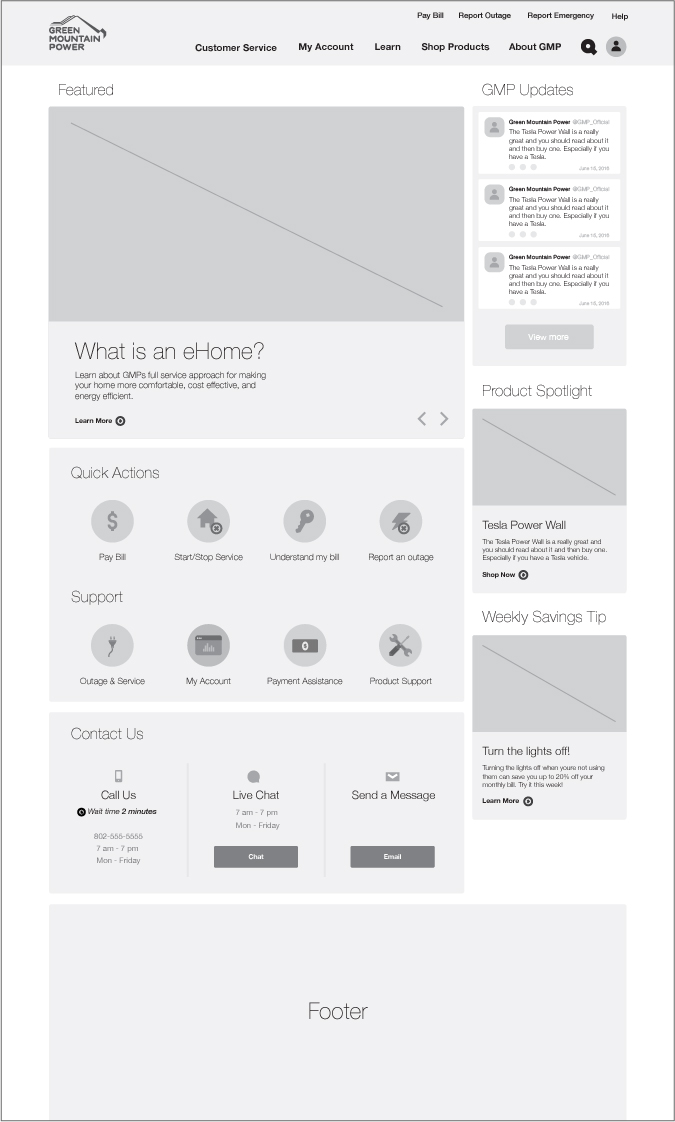 GREEN
MOUNTAIN
POWER
Pay Bill Report Outage Report Emergency Help
Customer Service My Account Learn Shop Products About GMP
Featured
What is an eHome?
Learn about GMPs full service approach for making
your home more comfortable, cost effective, and
energy efficient.
Learn More
Quick Actions
Pay Bill Start/Stop Service Understand my bill Report an outage
Support
Outage & Service My Account Payment Assistance Product Support
Contact Us
Call Us
Wait time 2 minutes
802-555-5555
7 am - 7 pm
Mon - Friday
Live Chat
7 am - 7 pm
Mon - Friday
Chat
Send a Message
Email
GMP Updates
Green Mountain Power @GMP_Official
The Tesla Power Wall is a really
great and you should read about it
and then buy one. Especially if you
have a Tesla.
June 10, 2016
Green Mountain Power @GMP_Official
The Tesla Power Wall is a really
great and you should read about it
and then buy one. Especially if you
have a Tesla.
June 10, 2016
Green Mountain Power @GMP_Official
The Tesla Power Wall is a really
great and you should read about it
and then buy one. Especially if you
have a Tesla.
June 10, 2016
View more
Product Spotlight
Tesla Power Wall
The Tesla Power Wall is a really great and
you should read about it and then buy one.
Especially if you have a Tesla vehicle.
Shop Now
Weekly Savings Tip
Turn the lights off!
Turning the lights off when youre not using
them can save you up to 20% off your
monthly bill. Try it this week!
Learn More
Footer